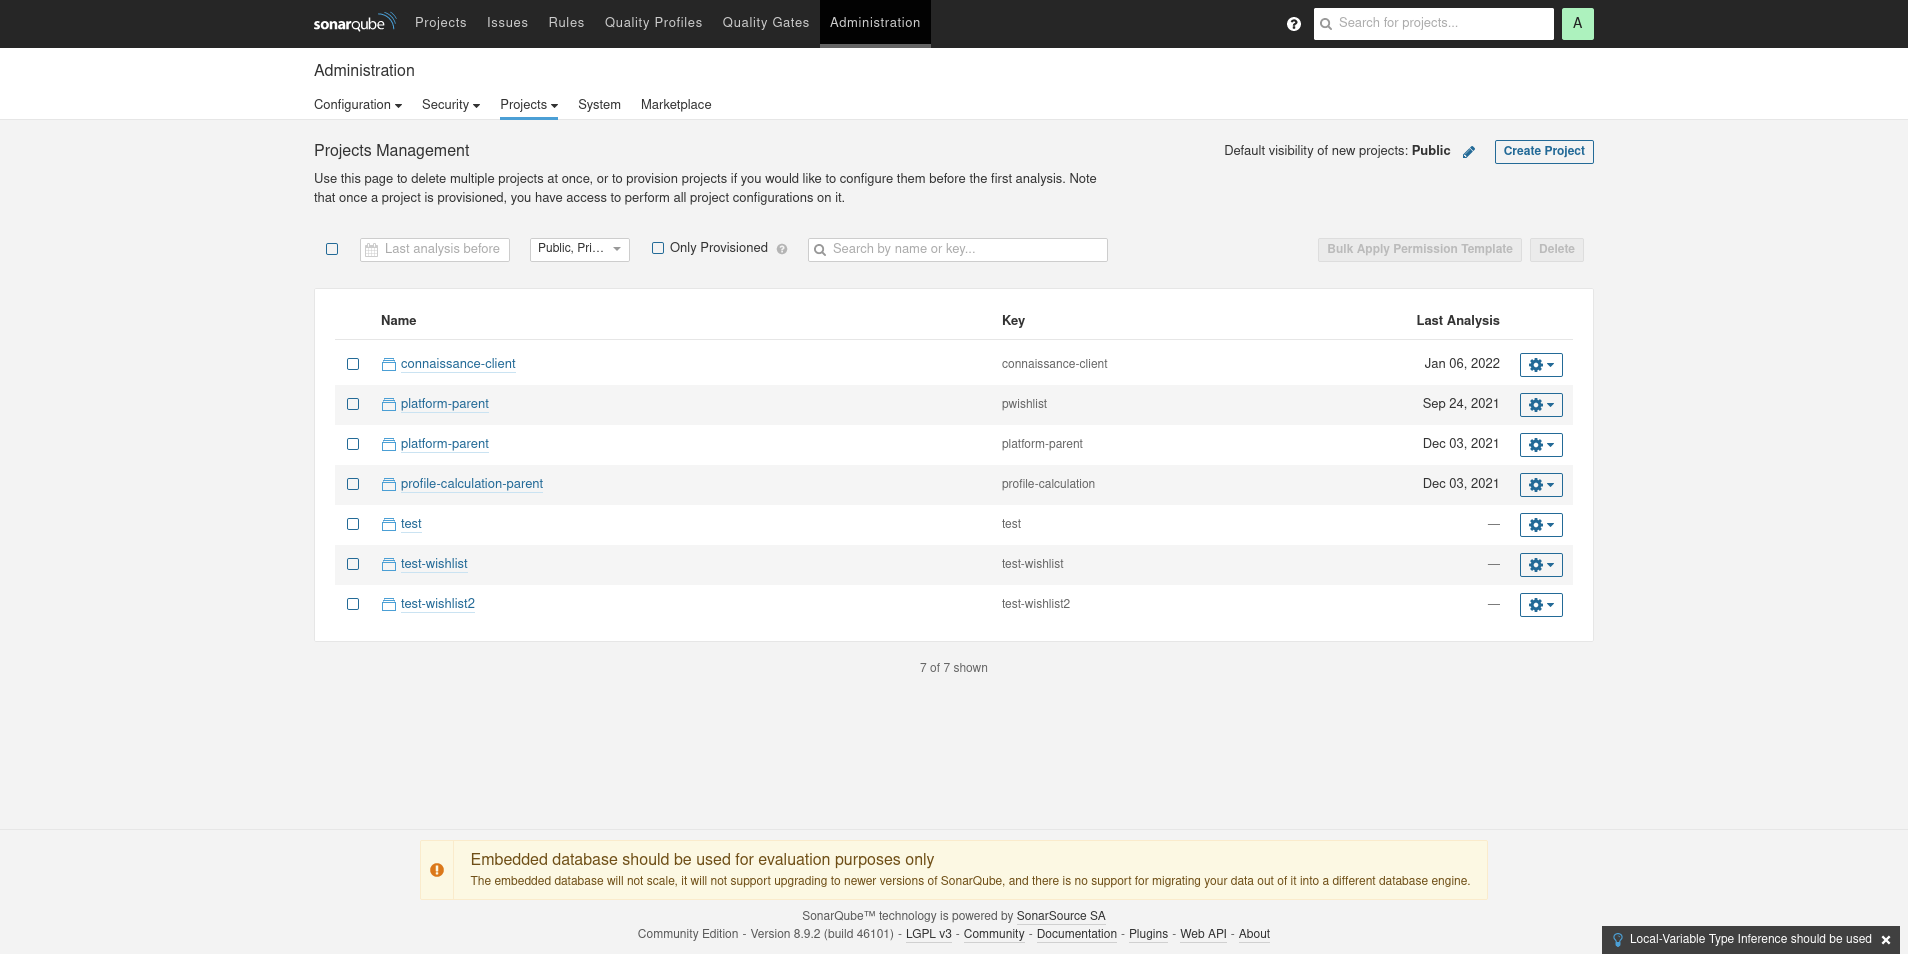 sonarqube Projects Issues Rules Quality Profiles Quality Gates Administration Search for projects... A
Administration
Configuration Security Projects System Marketplace
Projects Management Default visibility of new projects: Public Create Project
Use this page to delete multiple projects at once, or to provision projects if you would like to configure them before the first analysis. Note
that once a project is provisioned, you have access to perform all project configurations on it.
Last analysis before Public, Pri... Only Provisioned ? Search by name or key... Bulk Apply Permission Template Delete
Name Key Last Analysis
connaissance-client connaissance-client Jan 06, 2022
platform-parent pwishlist Sep 24, 2021
platform-parent platform-parent Dec 03, 2021
profile-calculation-parent profile-calculation Dec 03, 2021
test test —
test-wishlist test-wishlist —
test-wishlist2 test-wishlist2 —
7 of 7 shown
Embedded database should be used for evaluation purposes only
The embedded database will not scale, it will not support upgrading to newer versions of SonarQube, and there is no support for migrating your data out of it into a different database engine.
SonarQube™ technology is powered by SonarSource SA
Community Edition - Version 8.9.2 (build 46101) - LGPL v3 - Community - Documentation - Plugins - Web API - About
Local-Variable Type Inference should be used